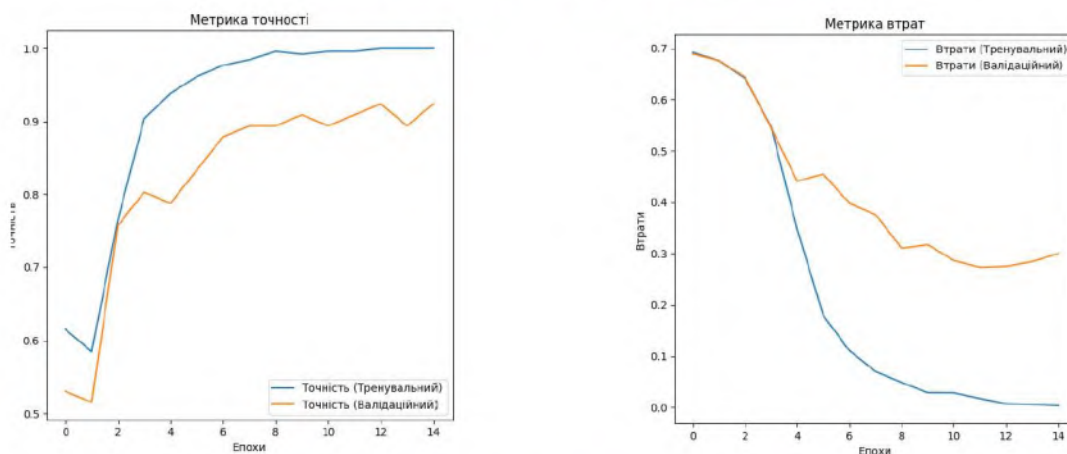 Метрика точності
1.0
0.9
0.8
0.7
0.6
0.5
Точність
Точність (Тренувальний)
Точність (Валідаційний)
0 2 4 6 8 10 12 14
Епохи
Метрика втрат
0.7
0.6
0.5
0.4
0.3
0.2
0.1
0.0
Втрати
Втрати (Тренувальний)
Втрати (Валідаційний)
0 2 4 6 8 10 12 14
Епохи